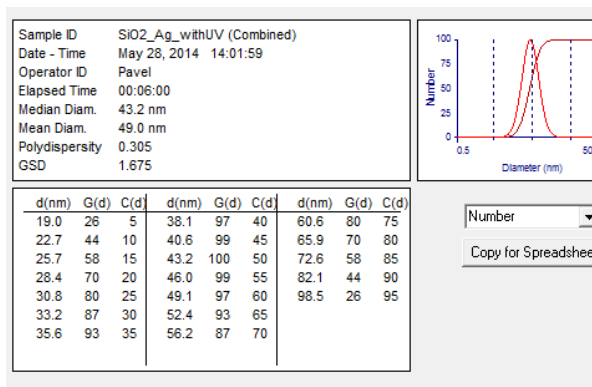 Sample ID SiO2_Ag_withUV (Combined)
Date - Time May 28, 2014 14:01:59
Operator ID Pavel
Elapsed Time 00:06:00
Median Diam. 43.2 nm
Mean Diam. 49.0 nm
Polydispersity 0.305
GSD 1.675
100
75
50
25
0
Number
0.5 50
Diameter (nm)
d(nm) G(d) C(d) d(nm) G(d) C(d) d(nm) G(d) C(d)
19.0 26 5 38.1 97 40 60.6 80 75
22.7 44 10 40.6 99 45 65.9 70 80
25.7 58 15 43.2 100 50 72.6 58 85
28.4 70 20 46.0 99 55 82.1 44 90
30.8 80 25 49.1 97 60 98.5 26 95
33.2 87 30 52.4 93 65
35.6 93 35 56.2 87 70
Number
Copy for Spreadshee